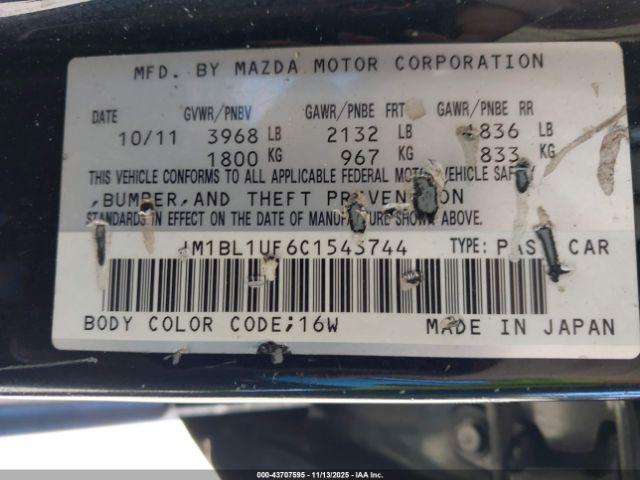 MFD. BY MAZDA MOTOR CORPORATION
DATE GVWR/PNBV GAWR/PNBE FRT GAWR/PNBE RR
10/11 3968 LB 2132 LB 1836 LB
1800 KG 967 KG 833 KG
THIS VEHICLE CONFORMS TO ALL APPLICABLE FEDERAL MOTOR VEHICLE SAFETY
,BUMPER,AND THEFT PREVENTION
STANDARDS IN EFFECT ON THE DATE OF MANUFACTURE SHOWN ABOVE.
JM1BL1UF6C1543744 TYPE: PASS CAR
BODY COLOR CODE;16W MADE IN JAPAN
000-43707595 - 11/13/2025 - IAA Inc.